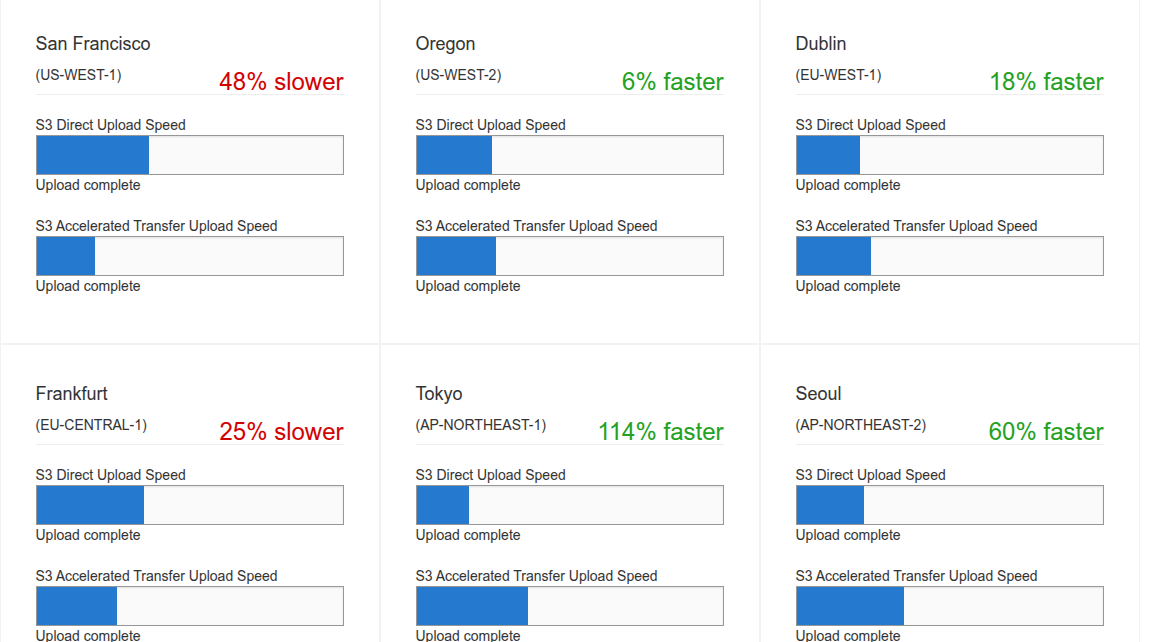 San Francisco
(US-WEST-1)
48% slower
S3 Direct Upload Speed
Upload complete
S3 Accelerated Transfer Upload Speed
Upload complete
Oregon
(US-WEST-2)
6% faster
S3 Direct Upload Speed
Upload complete
S3 Accelerated Transfer Upload Speed
Upload complete
Dublin
(EU-WEST-1)
18% faster
S3 Direct Upload Speed
Upload complete
S3 Accelerated Transfer Upload Speed
Upload complete
Frankfurt
(EU-CENTRAL-1)
25% slower
S3 Direct Upload Speed
Upload complete
S3 Accelerated Transfer Upload Speed
Upload complete
Tokyo
(AP-NORTHEAST-1)
114% faster
S3 Direct Upload Speed
Upload complete
S3 Accelerated Transfer Upload Speed
Upload complete
Seoul
(AP-NORTHEAST-2)
60% faster
S3 Direct Upload Speed
Upload complete
S3 Accelerated Transfer Upload Speed
Upload complete